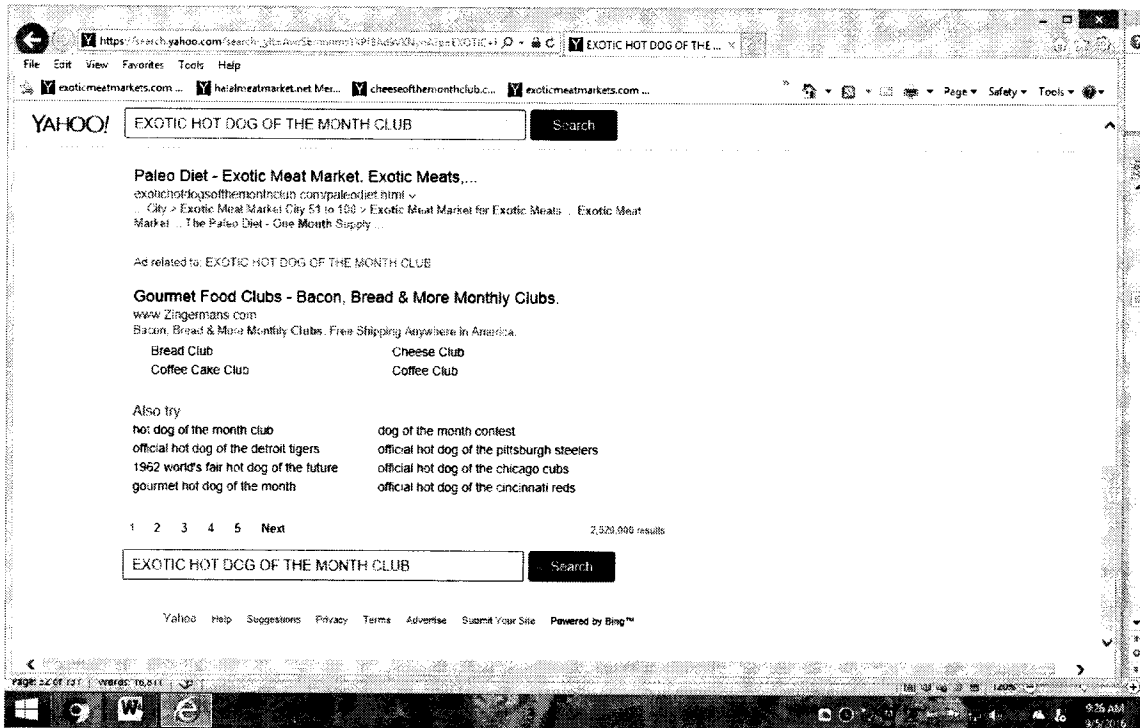 EXOTIC HOT DOG OF THE ...
File Edit View Favorites Tools Help
exoticmeatmarkets.com ... halalmeatmarket.net Mer... cheeseofthemonthclub.c... exoticmeatmarkets.com ... Page Safety Tools
YAHOO! EXOTIC HOT DOG OF THE MONTH CLUB Search
Paleo Diet - Exotic Meat Market. Exotic Meats,...
exotichotdogsofthemonthclub.com/paleodiet.html
... City > Exotic Meat Market City 51 to 100 > Exotic Meat Market for Exotic Meats ... Exotic Meat
Market ... The Paleo Diet - One Month Supply ...
Ad related to: EXOTIC HOT DOG OF THE MONTH CLUB
Gourmet Food Clubs - Bacon, Bread & More Monthly Clubs.
www.Zingermans.com
Bacon, Bread & More Monthly Clubs. Free Shipping Anywhere in America.
Bread Club Cheese Club
Coffee Cake Club Coffee Club
Also try
hot dog of the month club dog of the month contest
official hot dog of the detroit tigers official hot dog of the pittsburgh steelers
1962 world's fair hot dog of the future official hot dog of the chicago cubs
gourmet hot dog of the month official hot dog of the cincinnati reds
1 2 3 4 5 Next 2,520,000 results
EXOTIC HOT DOG OF THE MONTH CLUB Search
Yahoo Help Suggestions Privacy Terms Advertise Submit Your Site Powered by Bing™
120%
9:26 AM